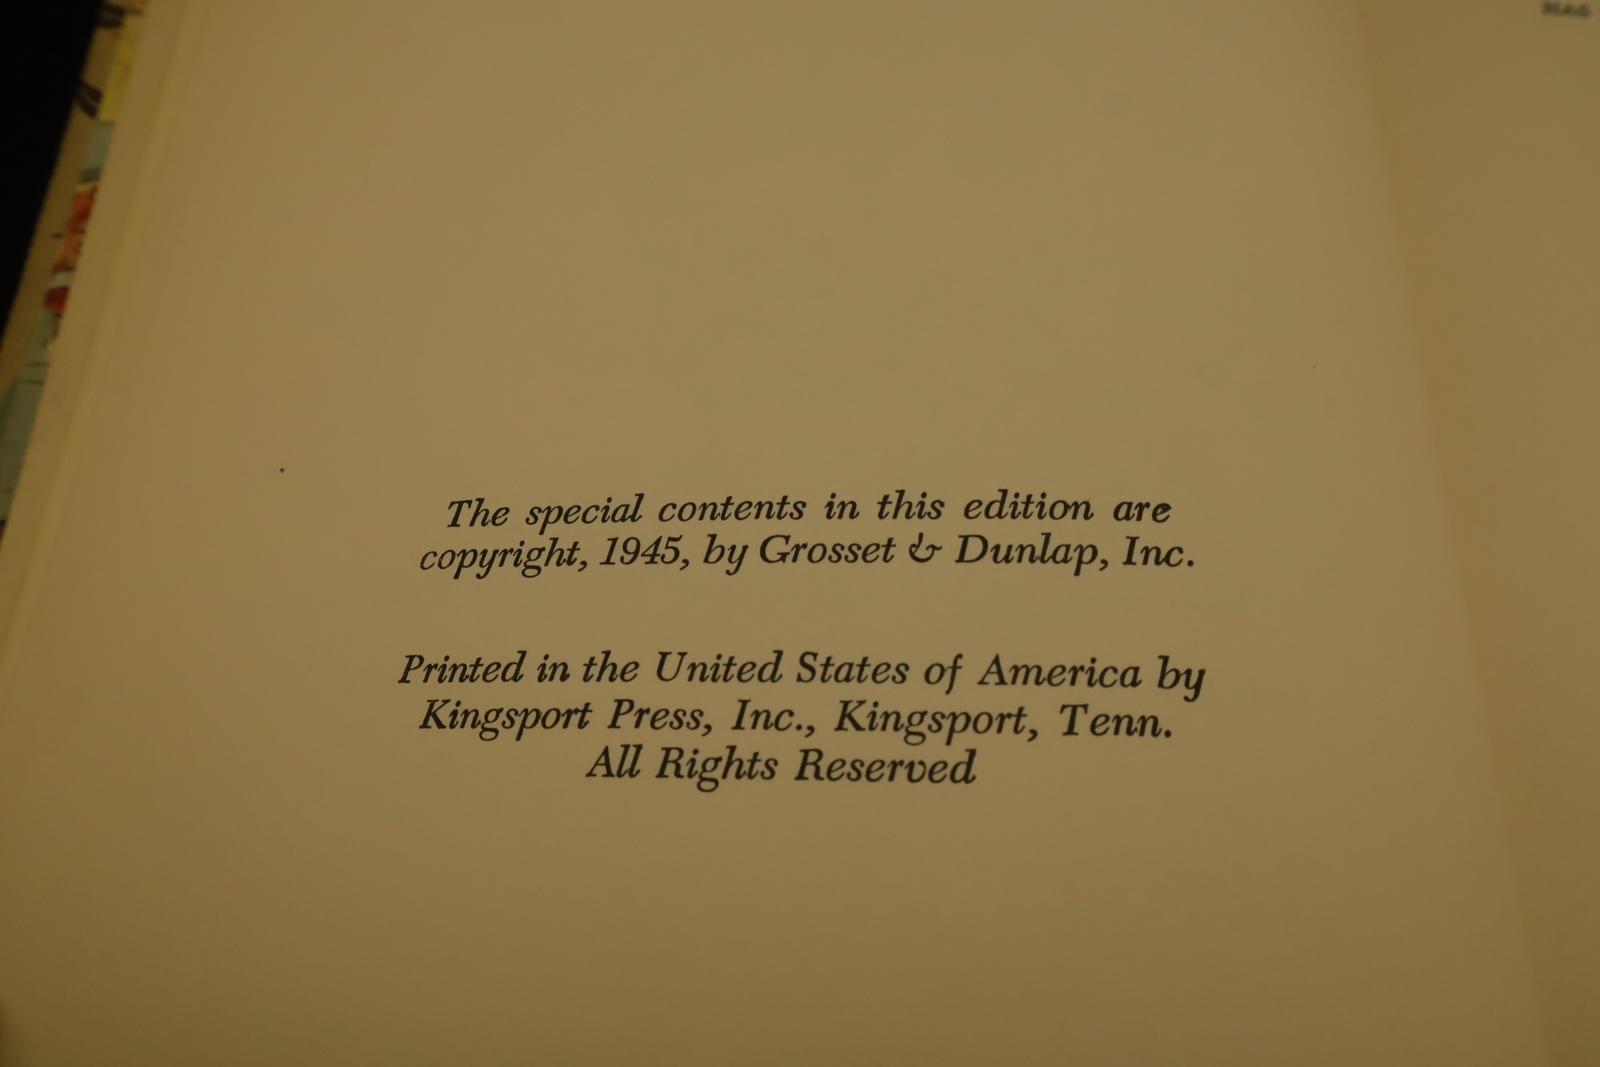 The special contents in this edition are
copyright, 1945, by Grosset & Dunlap, Inc.
Printed in the United States of America by
Kingsport Press, Inc., Kingsport, Tenn.
All Rights Reserved